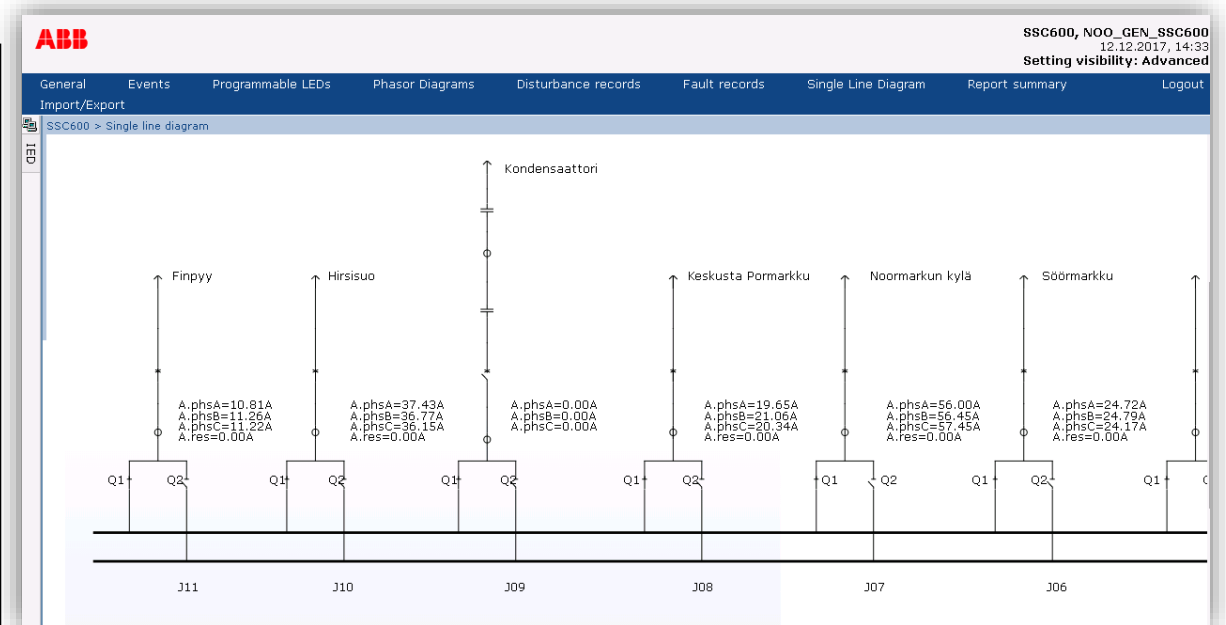 ABB
SSC600, NOO_GEN_SSC600
12.12.2017, 14:33
Setting visibility: Advanced
General Events Programmable LEDs Phasor Diagrams Disturbance records Fault records Single Line Diagram Report summary Logout
Import/Export
SSC600 > Single line diagram
IED
Kondensaattori
Finpyy Hirsisuo Keskusta Pormarkku Noormarkun kylä Söörmarkku
A.phsA=10.81A A.phsA=37.43A A.phsA=0.00A A.phsA=19.65A A.phsA=56.00A A.phsA=24.72A
A.phsB=11.26A A.phsB=36.77A A.phsB=0.00A A.phsB=21.06A A.phsB=56.45A A.phsB=24.79A
A.phsC=11.22A A.phsC=36.15A A.phsC=0.00A A.phsC=20.34A A.phsC=57.45A A.phsC=24.17A
A.res=0.00A A.res=0.00A A.res=0.00A A.res=0.00A A.res=0.00A
Q1 Q2 Q1 Q2 Q1 Q2 Q1 Q2 Q1 Q2 Q1 Q2 Q1
J11 J10 J09 J08 J07 J06